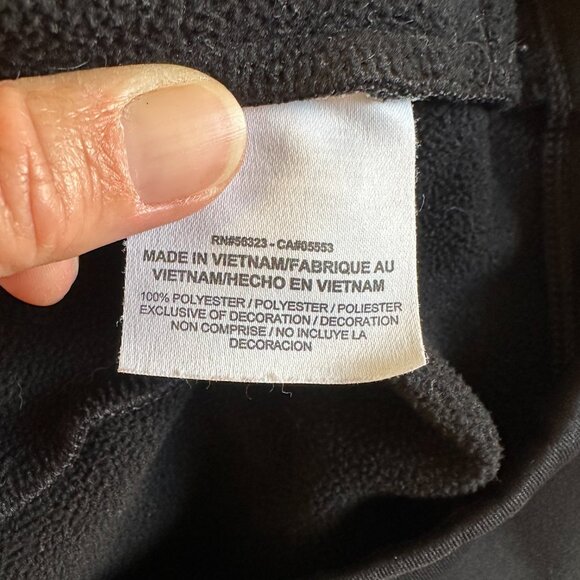 RN#56323 - CA#05553
MADE IN VIETNAM/FABRIQUE AU
VIETNAM/HECHO EN VIETNAM
100% POLYESTER / POLYESTER / POLIESTER
EXCLUSIVE OF DECORATION / DECORATION
NON COMPRISE / NO INCLUYE LA
DECORACION